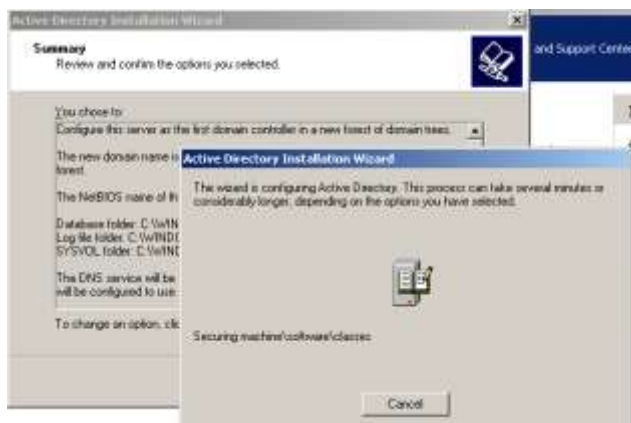 Active Directory Installation Wizard
Summary
Review and confirm the options you selected.
and Support Center
You chose to:
Configure this server as the first domain controller in a new forest of domain trees.
The new domain name is
forest.
The NetBIOS name of th
Database folder: C:\WIN
Log file folder: C:\WIND
SYSVOL folder: C:\WIN
The DNS service will be
will be configured to use
To change an option, clic
Active Directory Installation Wizard
The wizard is configuring Active Directory. This process can take several minutes or
considerably longer, depending on the options you have selected.
Securing machine\software\classes
Cancel